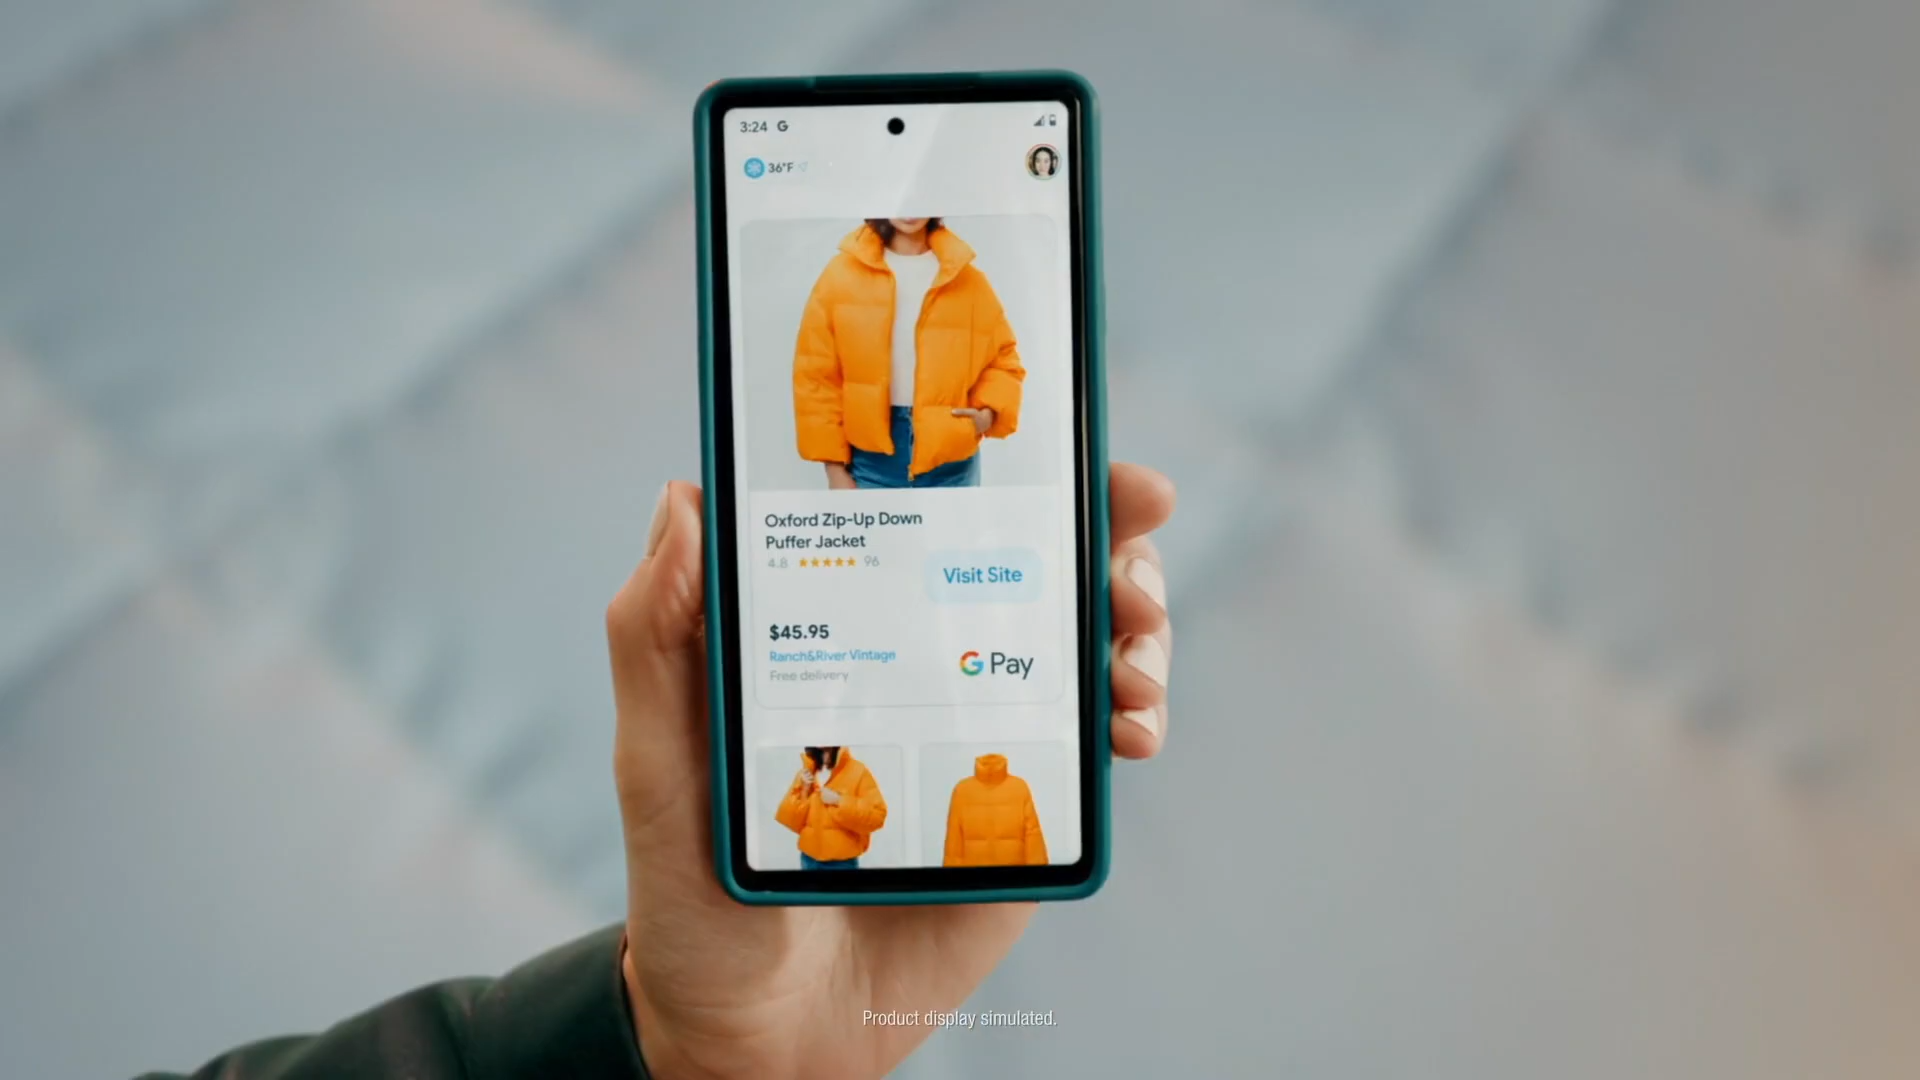 3:24 G
36°F
Oxford Zip-Up Down
Puffer Jacket
4.8 ★★★★★ 96
Visit Site
$45.95
Ranch&River Vintage
Free delivery
G Pay
Product display simulated.